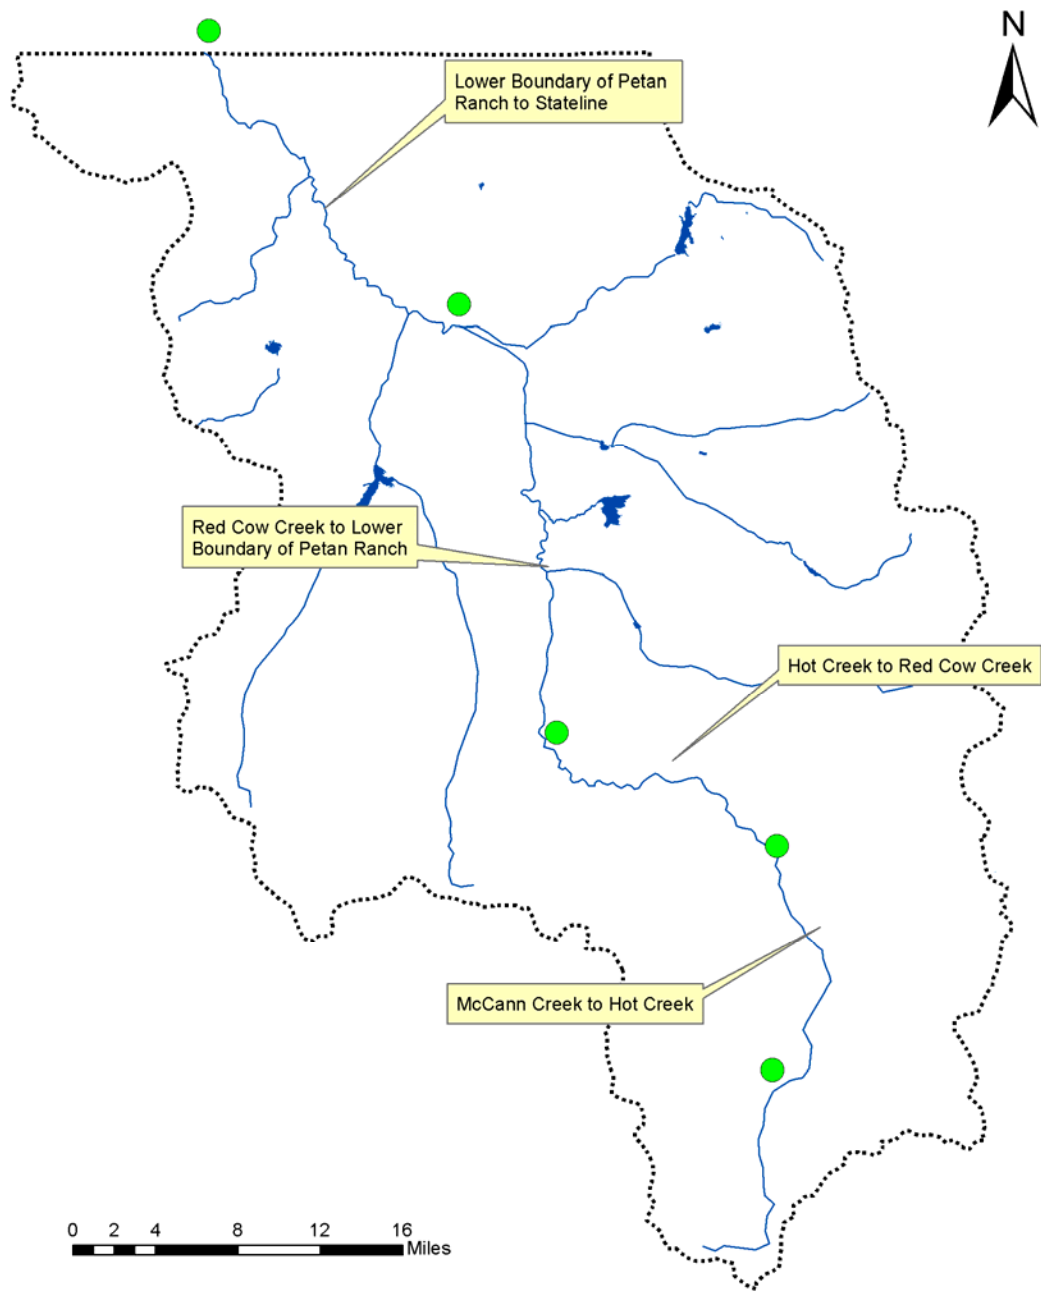 N
Lower Boundary of Petan
Ranch to Stateline
Red Cow Creek to Lower
Boundary of Petan Ranch
Hot Creek to Red Cow Creek
McCann Creek to Hot Creek
0 2 4 8 12 16
Miles